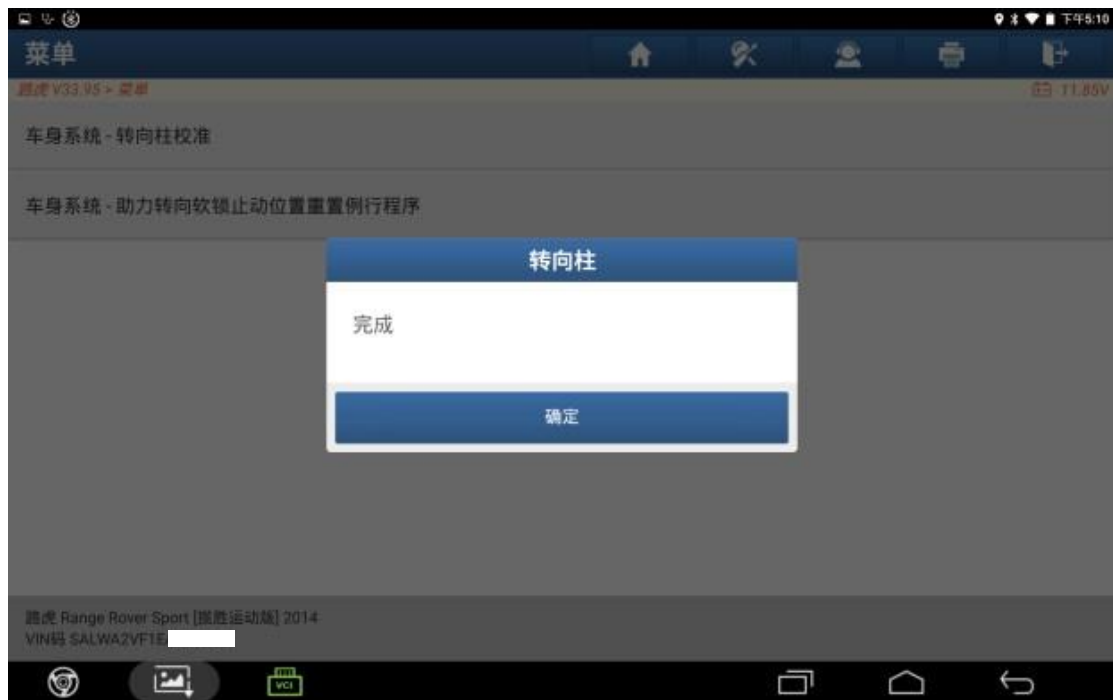 下午5:10
菜单
路虎 V33.95 > 菜单
11.85V
车身系统 - 转向柱校准
车身系统 - 助力转向软锁止动位置重置例行程序
转向柱
完成
确定
路虎 Range Rover Sport [揽胜运动版] 2014
VIN码 SALWA2VF1E
VCI